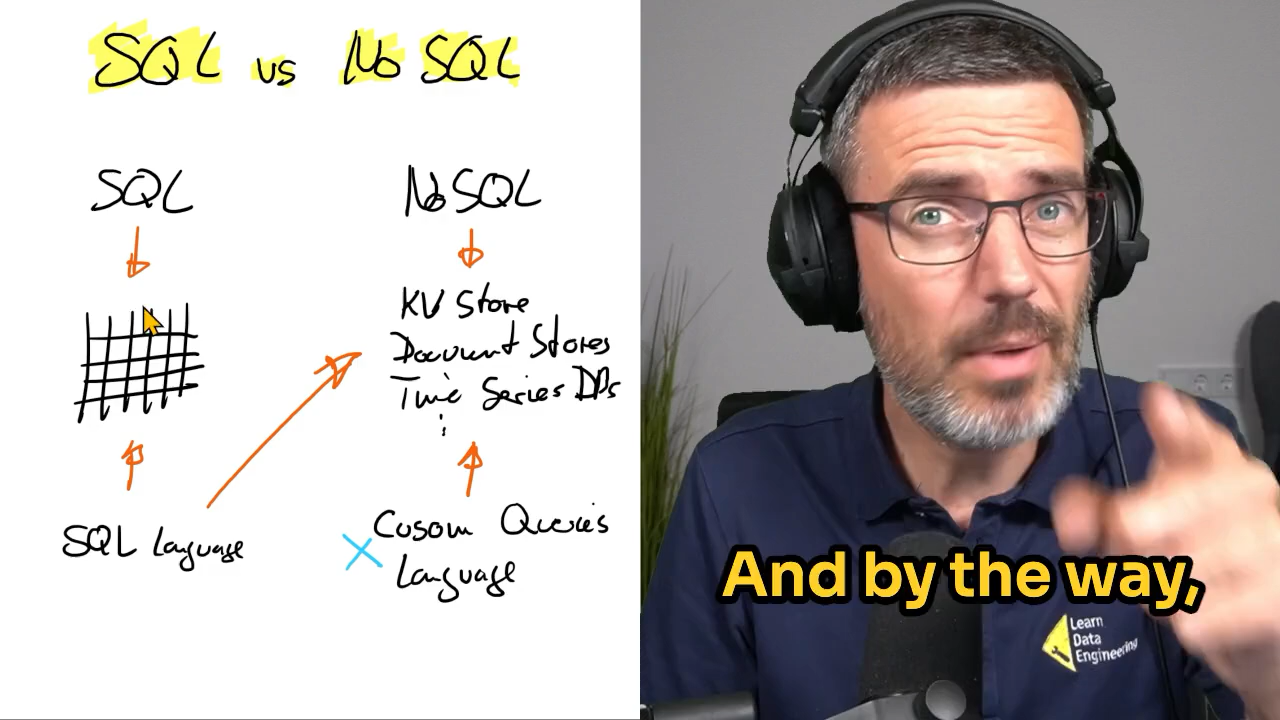 SQL vs No SQL
SQL
NoSQL
KV Store
Document Stores
Time Series DBs
SQL Language
Cusom Queries
Language
And by the way,
Learn
Data
Engineering